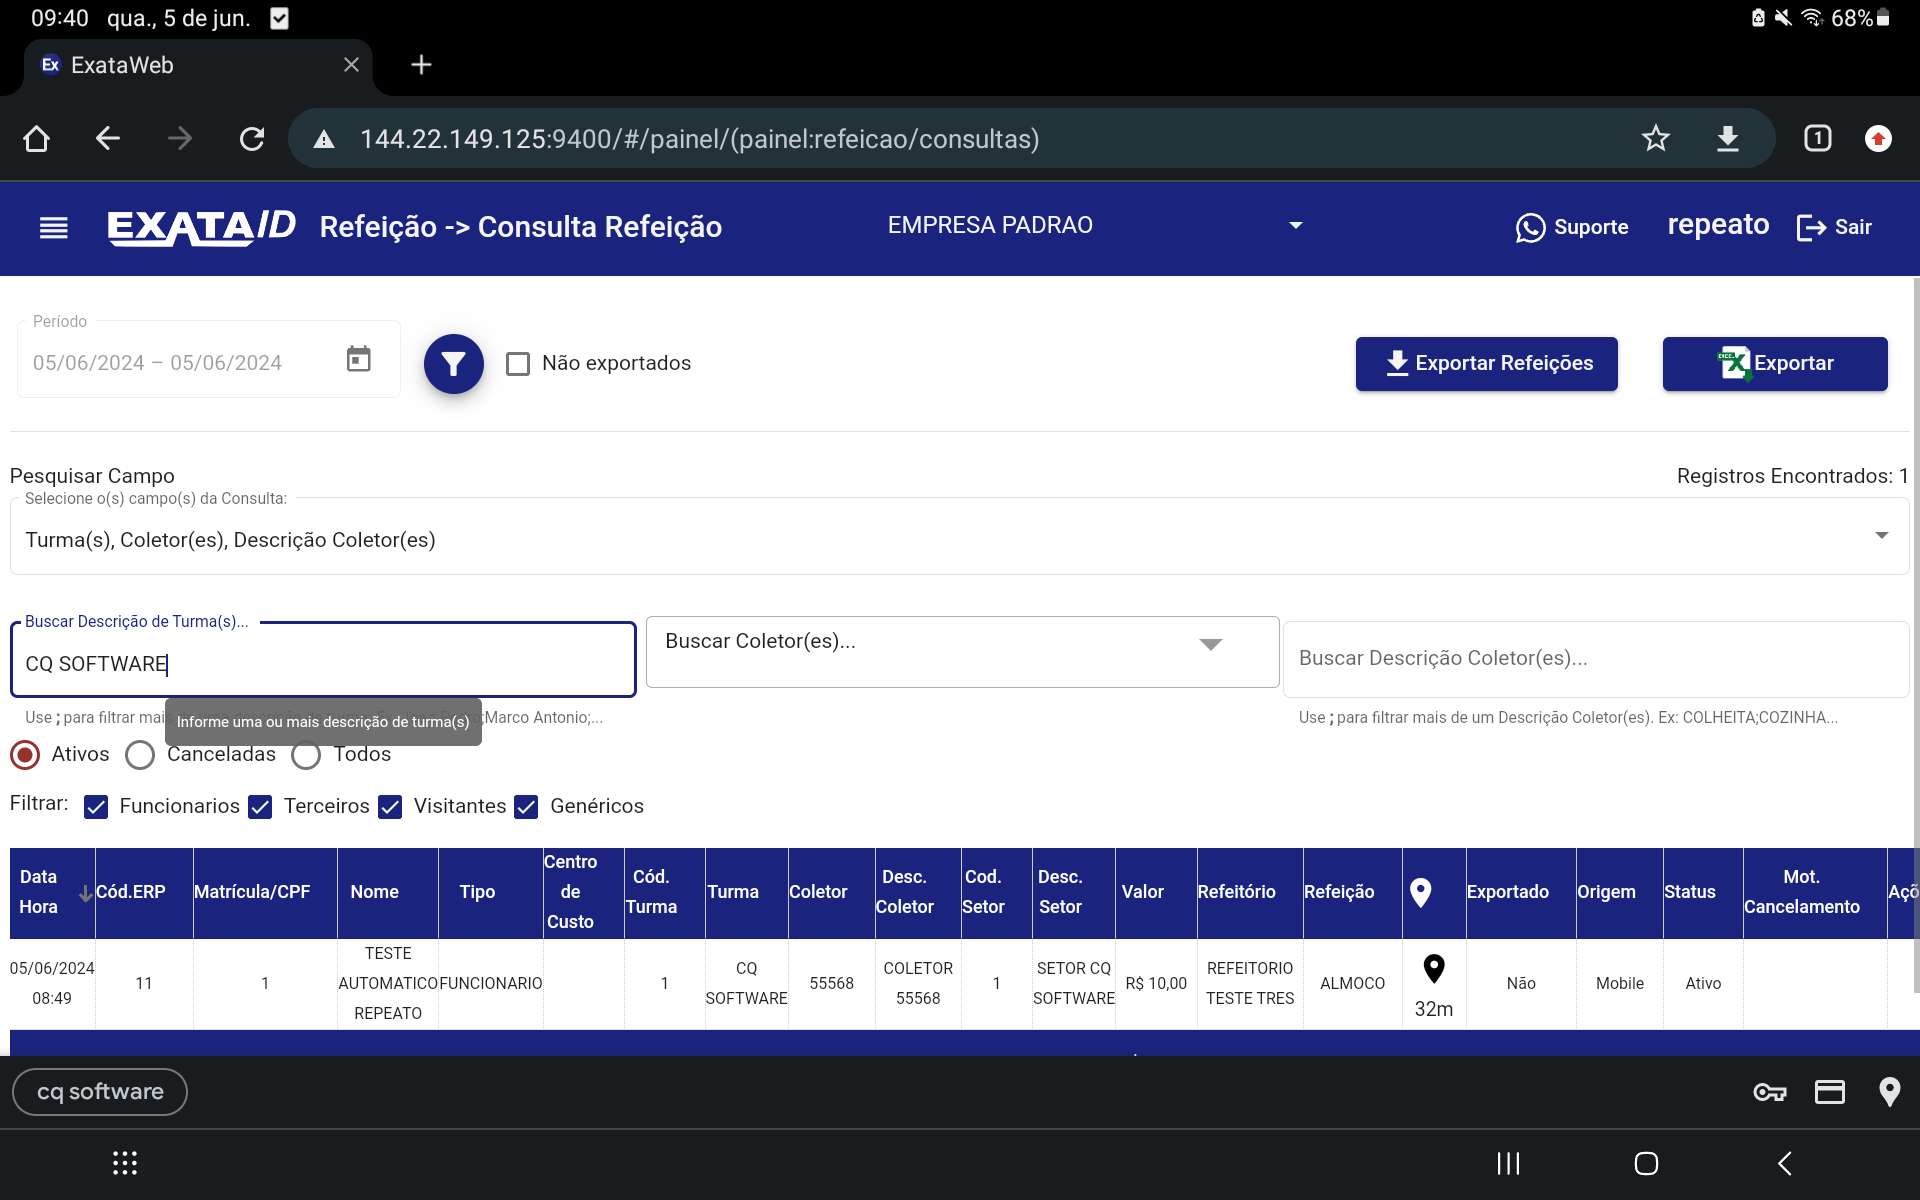 09:40 qua., 5 de jun. 68%
Ex ExataWeb
144.22.149.125:9400/#/painel/(painel:refeicao/consultas) 1
EXATAID Refeição -> Consulta Refeição EMPRESA PADRAO Suporte repeato Sair
Período
05/06/2024 – 05/06/2024 Não exportados Exportar Refeições Exportar
Pesquisar Campo Registros Encontrados: 1
Selecione o(s) campo(s) da Consulta:
Turma(s), Coletor(es), Descrição Coletor(es)
Buscar Descrição de Turma(s)...
CQ SOFTWARE Buscar Coletor(es)... Buscar Descrição Coletor(es)...
Use ; para filtrar mais ;Marco Antonio;... Use ; para filtrar mais de um Descrição Coletor(es). Ex: COLHEITA;COZINHA...
Informe uma ou mais descrição de turma(s)
Ativos Canceladas Todos
Filtrar: Funcionarios Terceiros Visitantes Genéricos
Data Hora Cód.ERP Matrícula/CPF Nome Tipo Centro de Custo Cód. Turma Turma Coletor Desc. Coletor Cod. Setor Desc. Setor Valor Refeitório Refeição Exportado Origem Status Mot. Cancelamento Açõ
05/06/2024 08:49 11 1 TESTE AUTOMATICO REPEATO FUNCIONARIO 1 CQ SOFTWARE 55568 COLETOR 55568 1 SETOR CQ SOFTWARE R$ 10,00 REFEITORIO TESTE TRES ALMOCO 32m Não Mobile Ativo
cq software